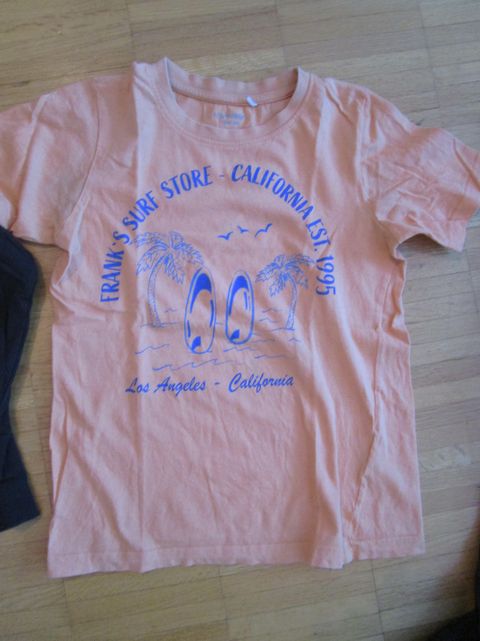 FRANK'S SURF STORE - CALIFORNIA EST. 1995
Los Angeles - California